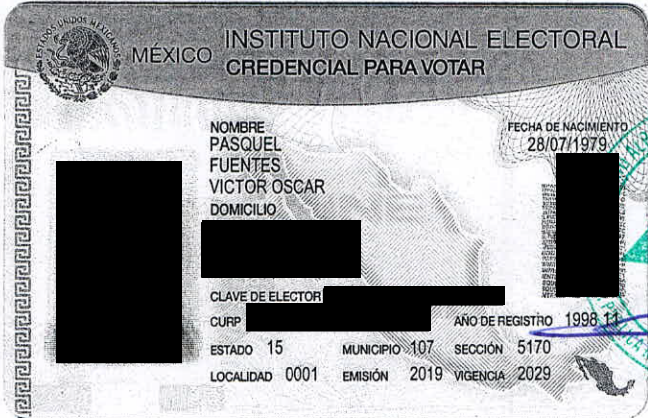 ESTADOS UNIDOS MEXICANOS
MÉXICO INSTITUTO NACIONAL ELECTORAL
CREDENCIAL PARA VOTAR
NOMBRE
PASQUEL
FUENTES
VICTOR OSCAR
FECHA DE NACIMIENTO
28/07/1979
DOMICILIO
CLAVE DE ELECTOR
CURP AÑO DE REGISTRO 1998 11
ESTADO 15 MUNICIPIO 107 SECCIÓN 5170
LOCALIDAD 0001 EMISIÓN 2019 VIGENCIA 2029